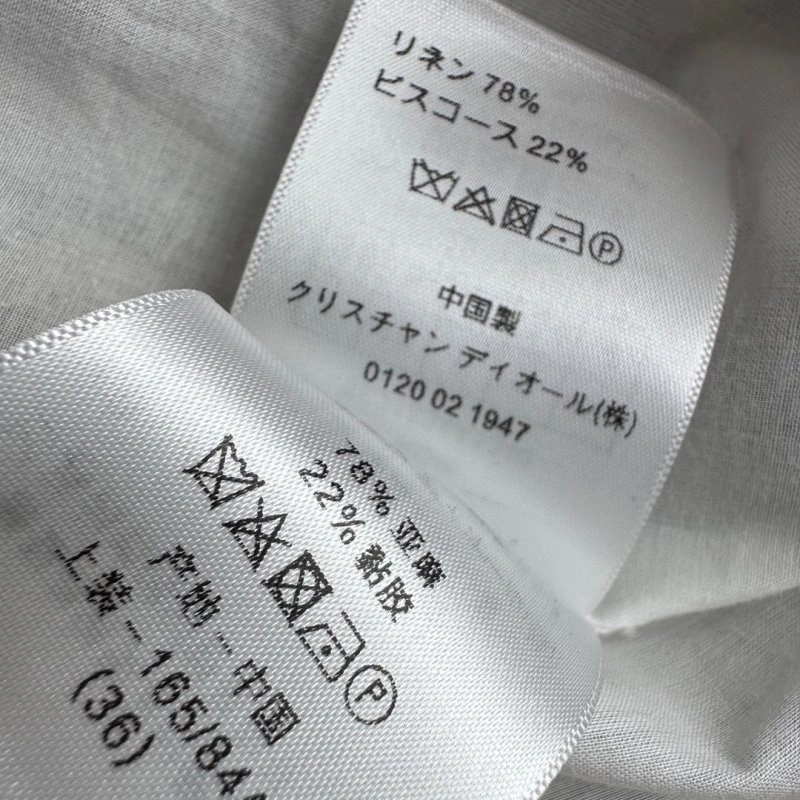 リネン 78%
ビスコース 22%
P
中国製
クリスチャン ディオール(株)
0120 02 1947
78% 亚麻
22% 黏胶
P
产地 -- 中国
上装 -- 165/84A
(36)